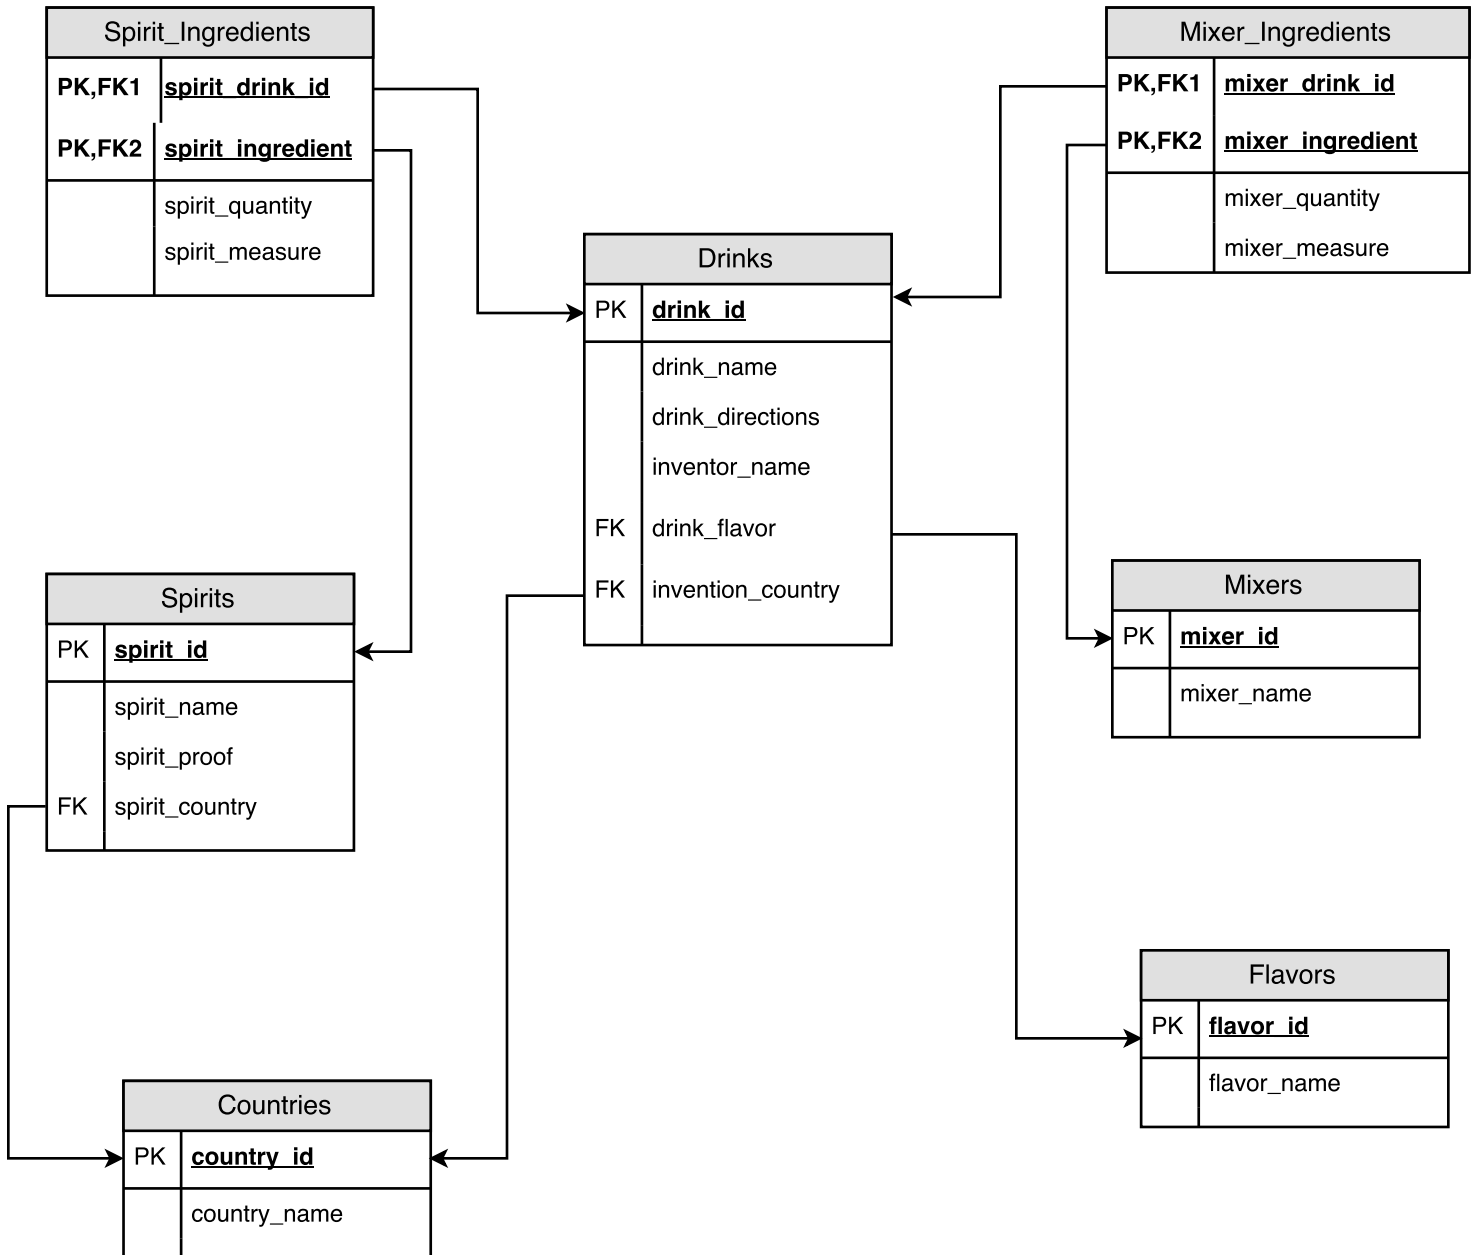 Spirit_Ingredients
PK,FK1 spirit_drink_id
PK,FK2 spirit_ingredient
spirit_quantity
spirit_measure
Mixer_Ingredients
PK,FK1 mixer_drink_id
PK,FK2 mixer_ingredient
mixer_quantity
mixer_measure
Drinks
PK drink_id
drink_name
drink_directions
inventor_name
FK drink_flavor
FK invention_country
Spirits
PK spirit_id
spirit_name
spirit_proof
FK spirit_country
Mixers
PK mixer_id
mixer_name
Flavors
PK flavor_id
flavor_name
Countries
PK country_id
country_name